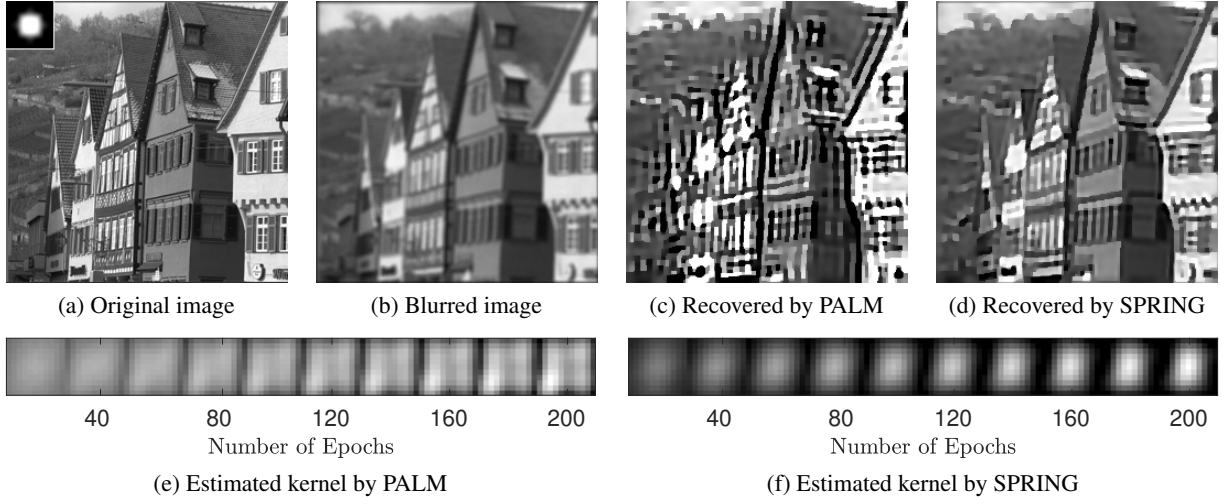 (a) Original image
(b) Blurred image
(c) Recovered by PALM
(d) Recovered by SPRING
40 80 120 160 200
Number of Epochs
(e) Estimated kernel by PALM
40 80 120 160 200
Number of Epochs
(f) Estimated kernel by SPRING